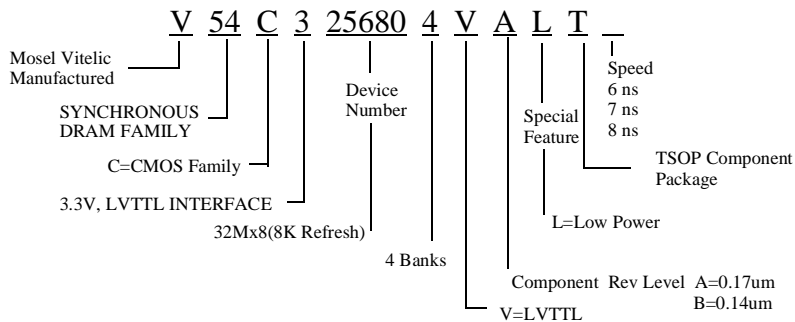 V 54 C 3 25680 4 V A L T _
Mosel Vitelic
Manufactured
SYNCHRONOUS
DRAM FAMILY
C=CMOS Family
3.3V, LVTTL INTERFACE
Device
Number
32Mx8(8K Refresh)
4 Banks
V=LVTTL
Component Rev Level A=0.17um
B=0.14um
Special
Feature
L=Low Power
TSOP Component
Package
Speed
6 ns
7 ns
8 ns